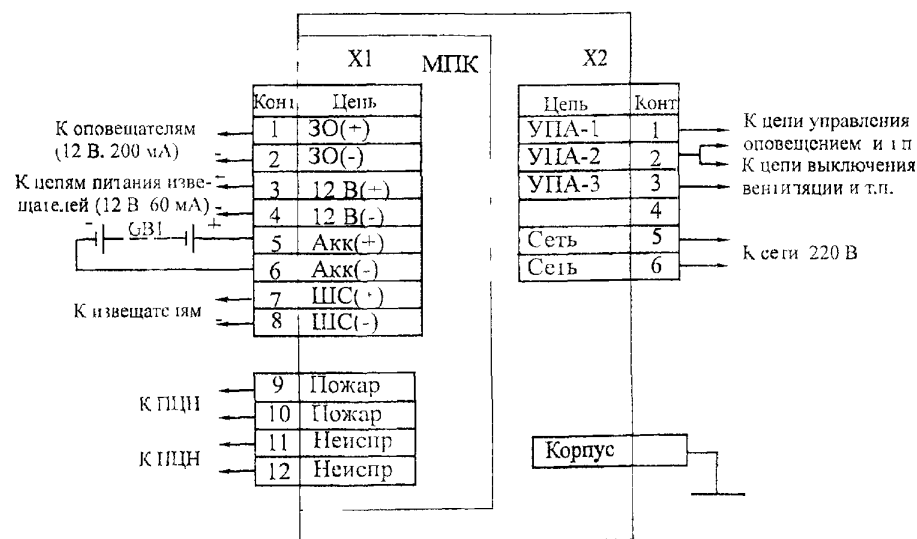 X1
МПК
X2
Конт Цепь
К оповещателям
(12 В. 200 мА)
1 ЗО(+)
2 ЗО(-)
К цепям питания изве-
щателей (12 В 60 мА)
3 12 В(+)
4 12 В(-)
- GB1 +
5 Акк(+)
6 Акк(-)
К извещателям
7 ШС(+)
8 ШС(-)
К ПЦН
9 Пожар
10 Пожар
К ПЦН
11 Неиспр
12 Неиспр
Цепь Конт
УПА-1 1
УПА-2 2
УПА-3 3
4
Сеть 5
Сеть 6
К цепи управления
оповещением и т п
К цепи выключения
вентиляции и т.п.
К сети 220 В
Корпус